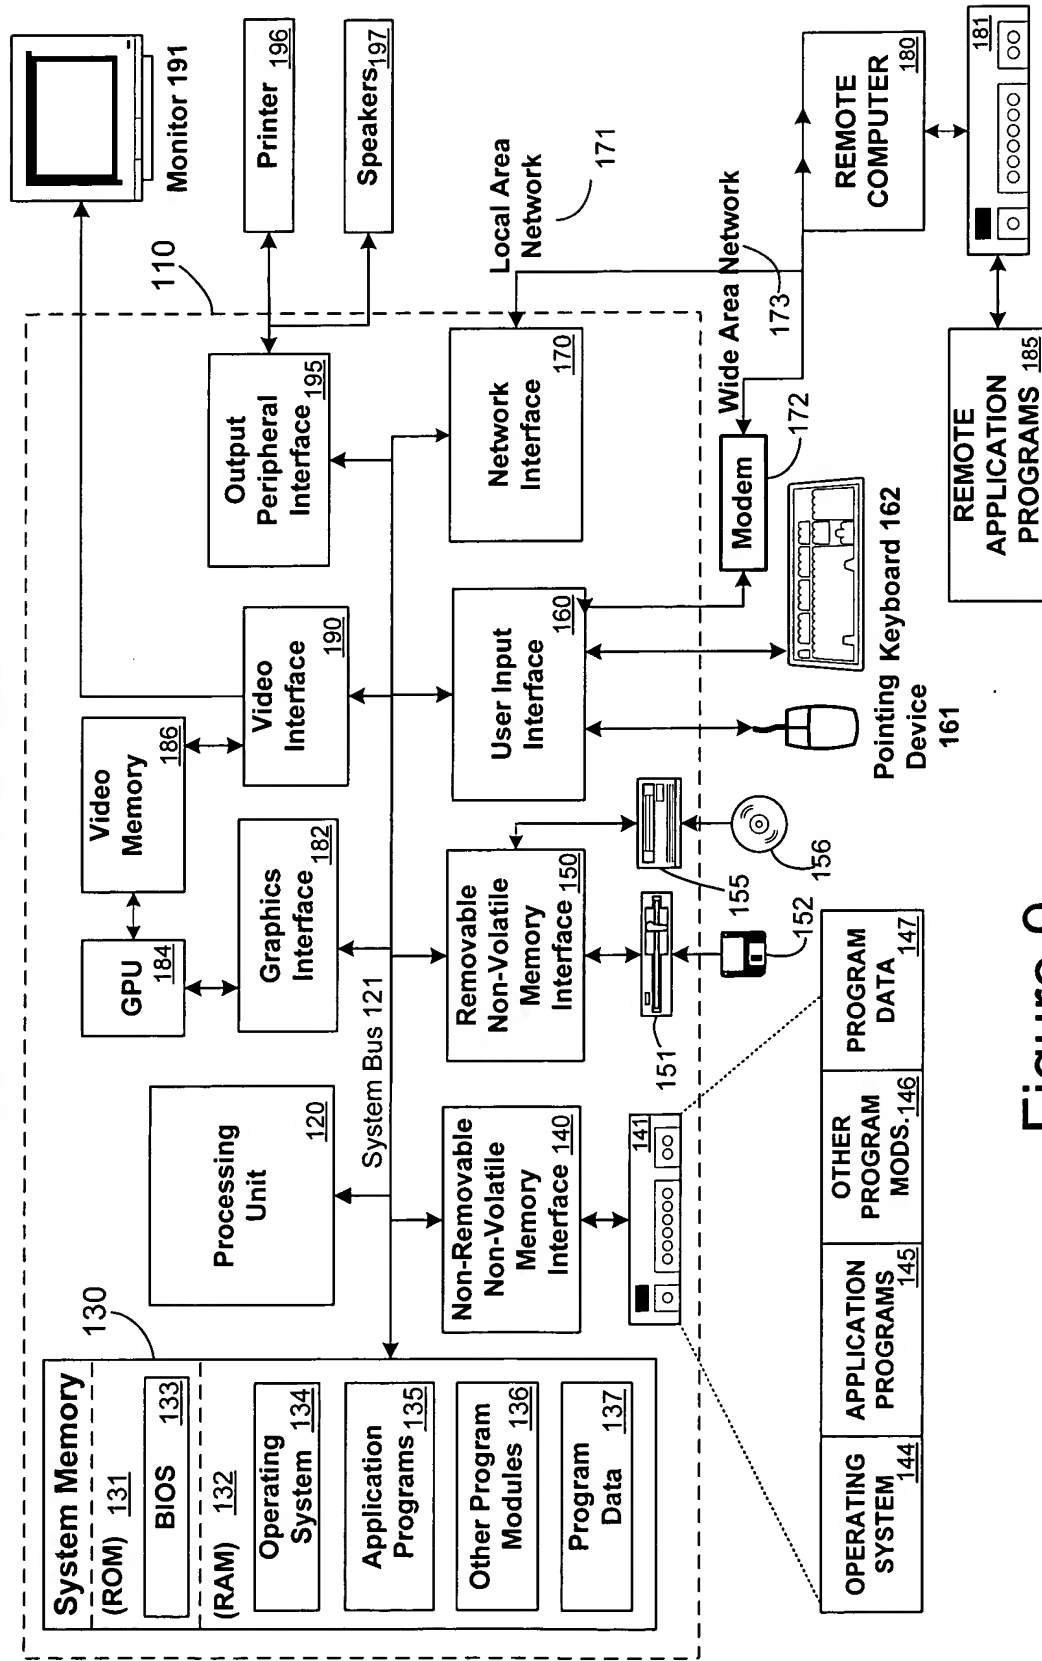 System Memory
130
(ROM) 131
BIOS 133
(RAM) 132
Operating
System 134
Application
Programs 135
Other Program
Modules 136
Program
Data 137
Processing
Unit
120
GPU
184
Video
Memory
186
Graphics
Interface
182
Video
Interface
190
Output
Peripheral
Interface
195
110
Monitor 191
Printer
196
Speakers
197
System Bus 121
Non-Removable
Non-Volatile
Memory
Interface 140
Removable
Non-Volatile
Memory
Interface 150
User Input
Interface
160
Network
Interface
170
Local Area
Network
171
141
151
152
155
156
Pointing
Device
161
Keyboard 162
Modem
172
Wide Area Network
173
REMOTE
COMPUTER
180
181
REMOTE
APPLICATION
PROGRAMS 185
OPERATING
SYSTEM
144
APPLICATION
PROGRAMS
145
OTHER
PROGRAM
MODS. 146
PROGRAM
DATA
147
Figure